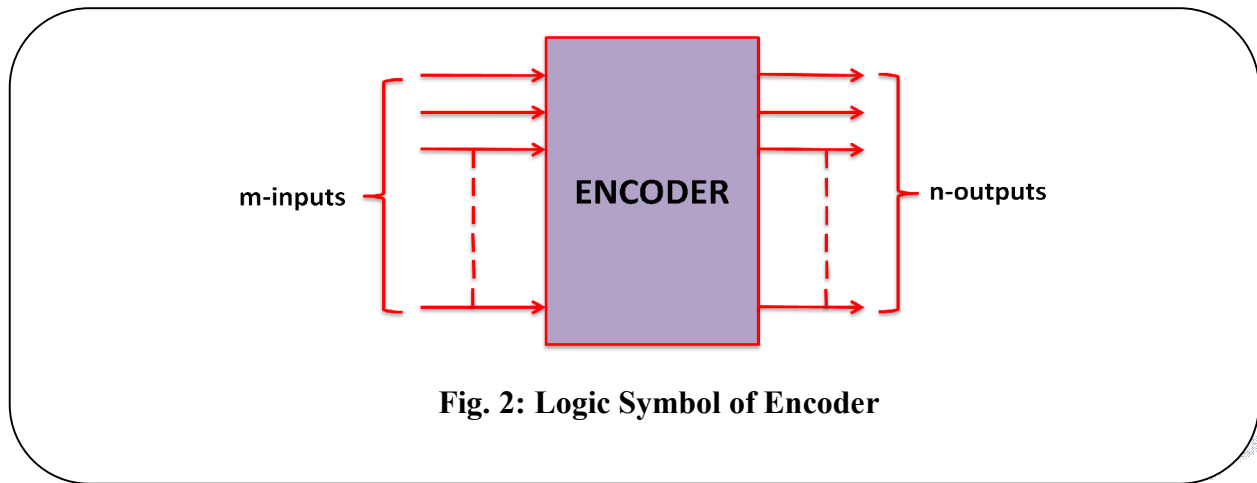 m-inputs
ENCODER
n-outputs
Fig. 2: Logic Symbol of Encoder